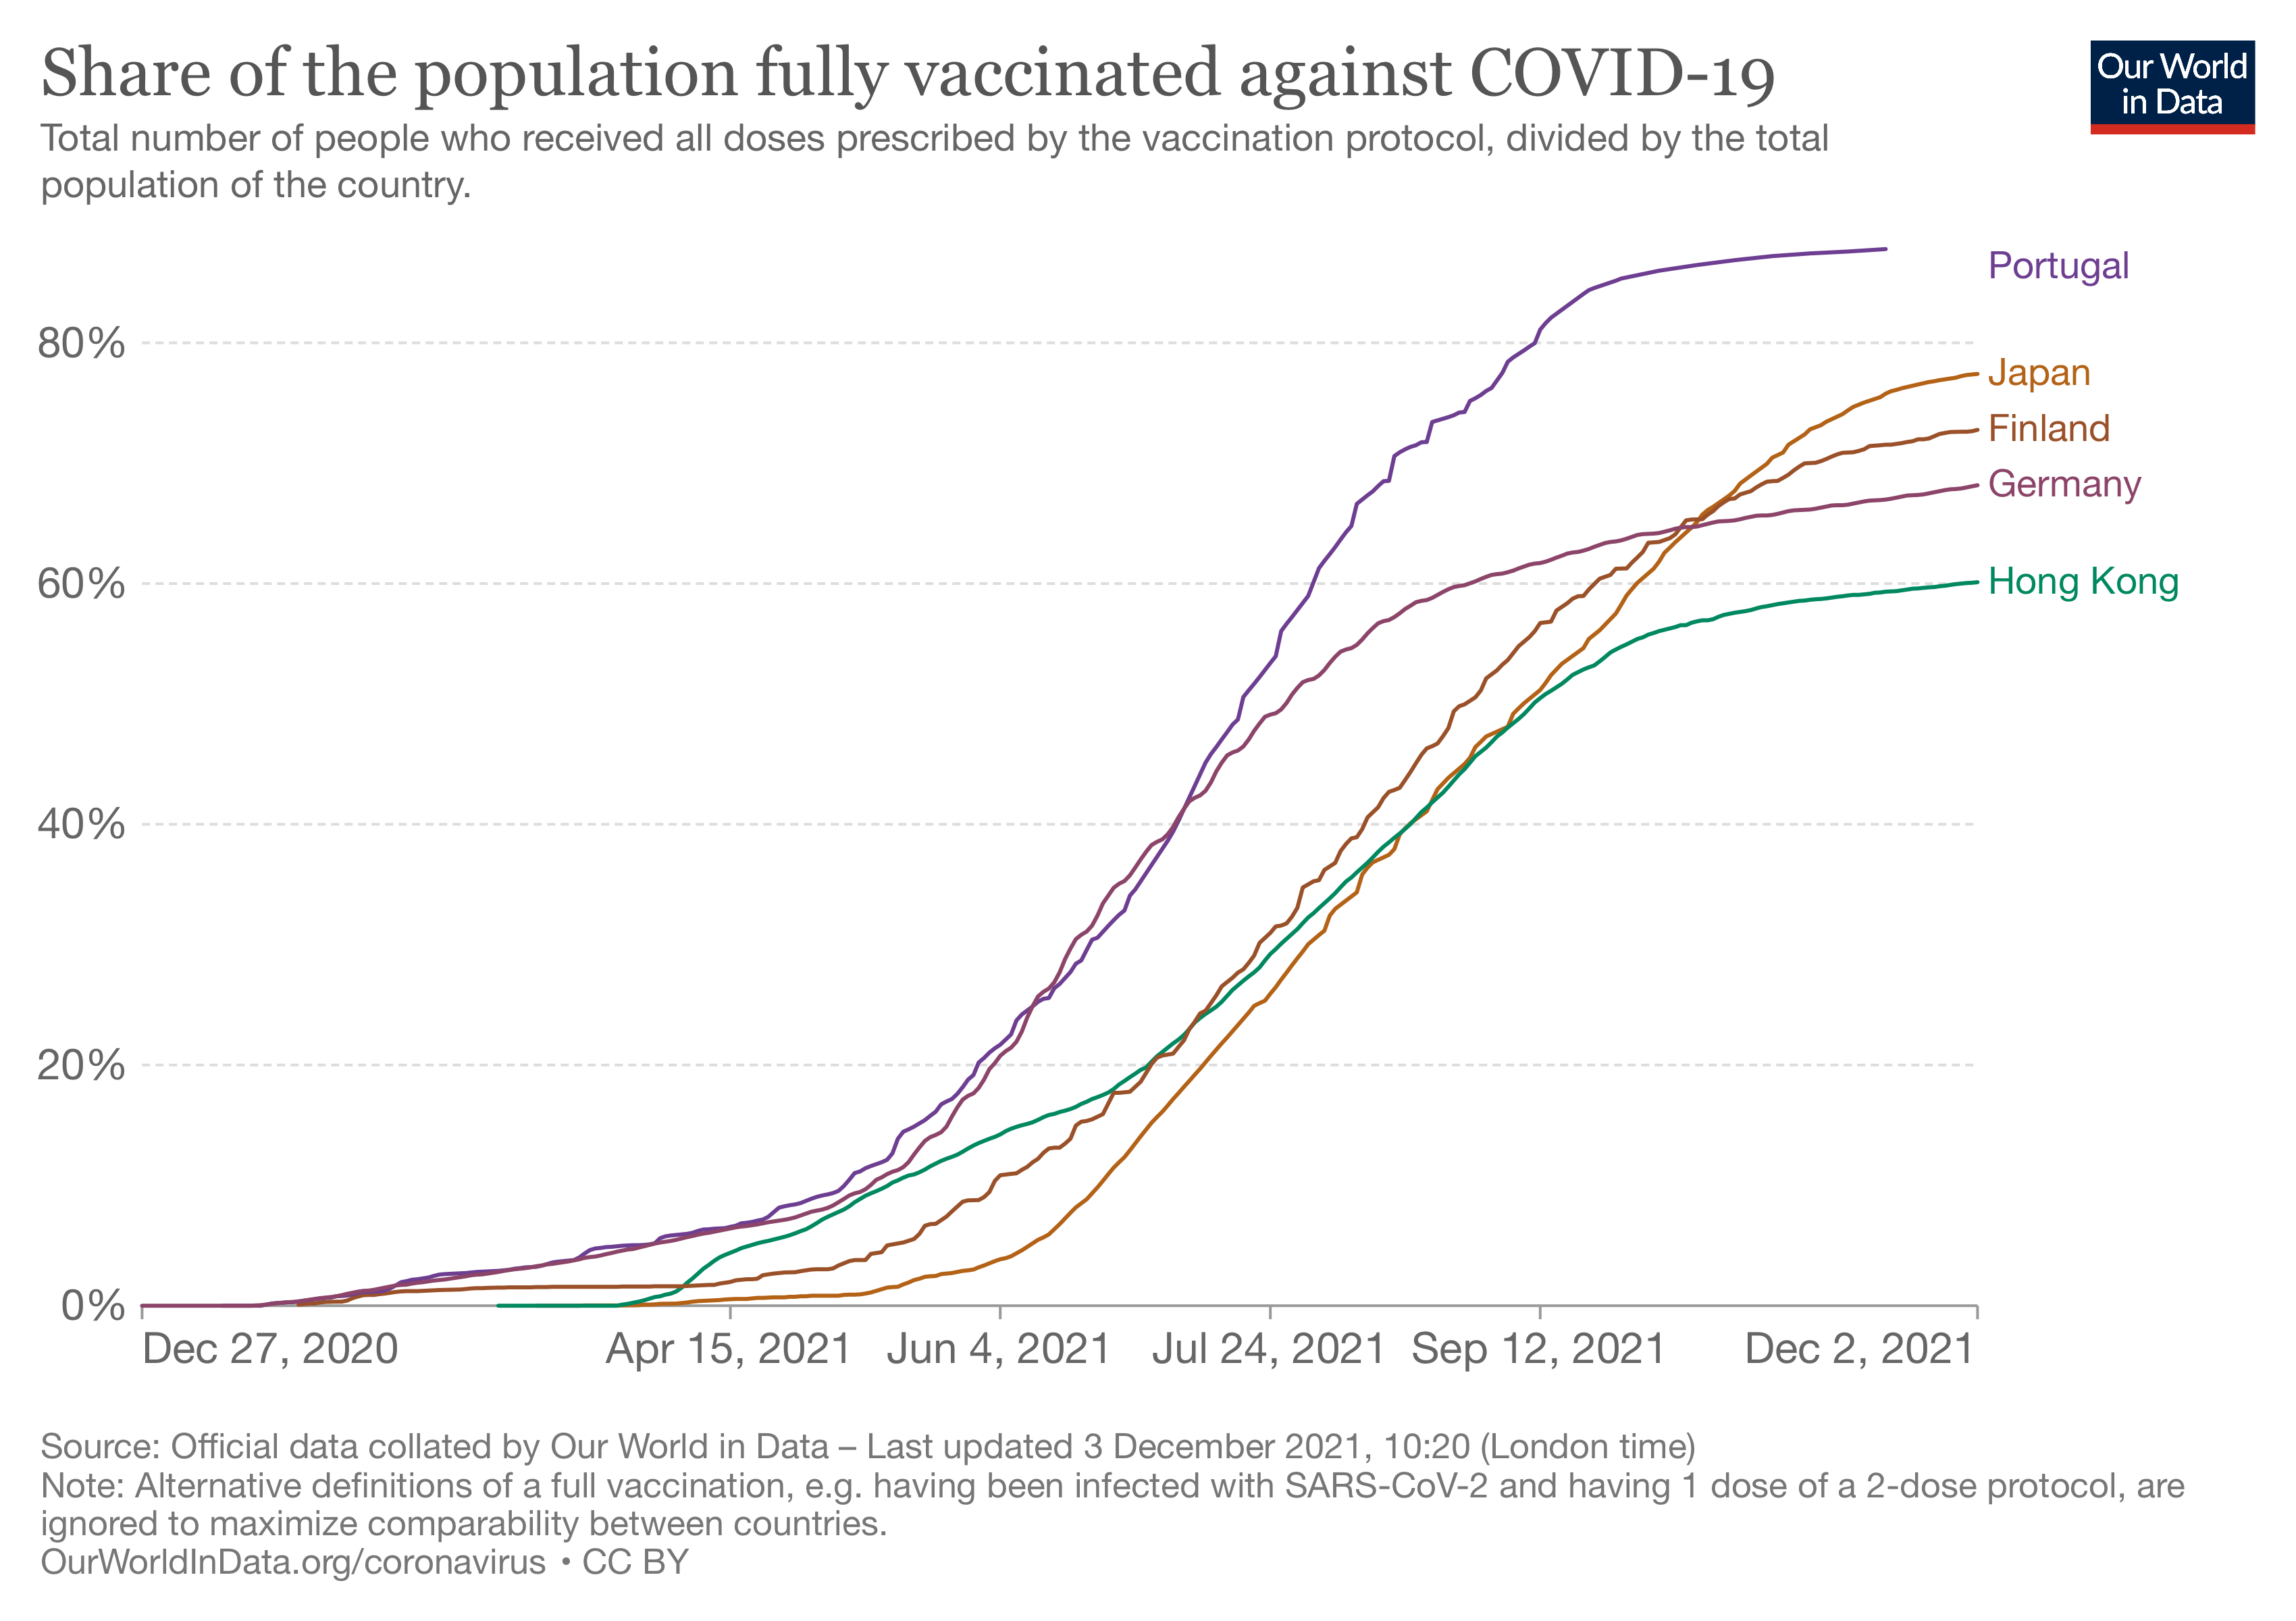 Share of the population fully vaccinated against COVID-19
Our World
in Data
Total number of people who received all doses prescribed by the vaccination protocol, divided by the total
population of the country.
Portugal
80%
Japan
Finland
Germany
60%
Hong Kong
40%
20%
0%
Dec 27, 2020 Apr 15, 2021 Jun 4, 2021 Jul 24, 2021 Sep 12, 2021 Dec 2, 2021
Source: Official data collated by Our World in Data – Last updated 3 December 2021, 10:20 (London time)
Note: Alternative definitions of a full vaccination, e.g. having been infected with SARS-CoV-2 and having 1 dose of a 2-dose protocol, are
ignored to maximize comparability between countries.
OurWorldInData.org/coronavirus • CC BY